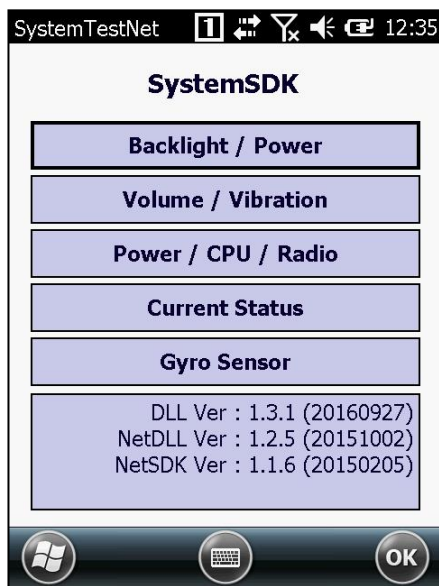 SystemTestNet 1 12:35
SystemSDK
Backlight / Power
Volume / Vibration
Power / CPU / Radio
Current Status
Gyro Sensor
DLL Ver : 1.3.1 (20160927)
NetDLL Ver : 1.2.5 (20151002)
NetSDK Ver : 1.1.6 (20150205)
OK